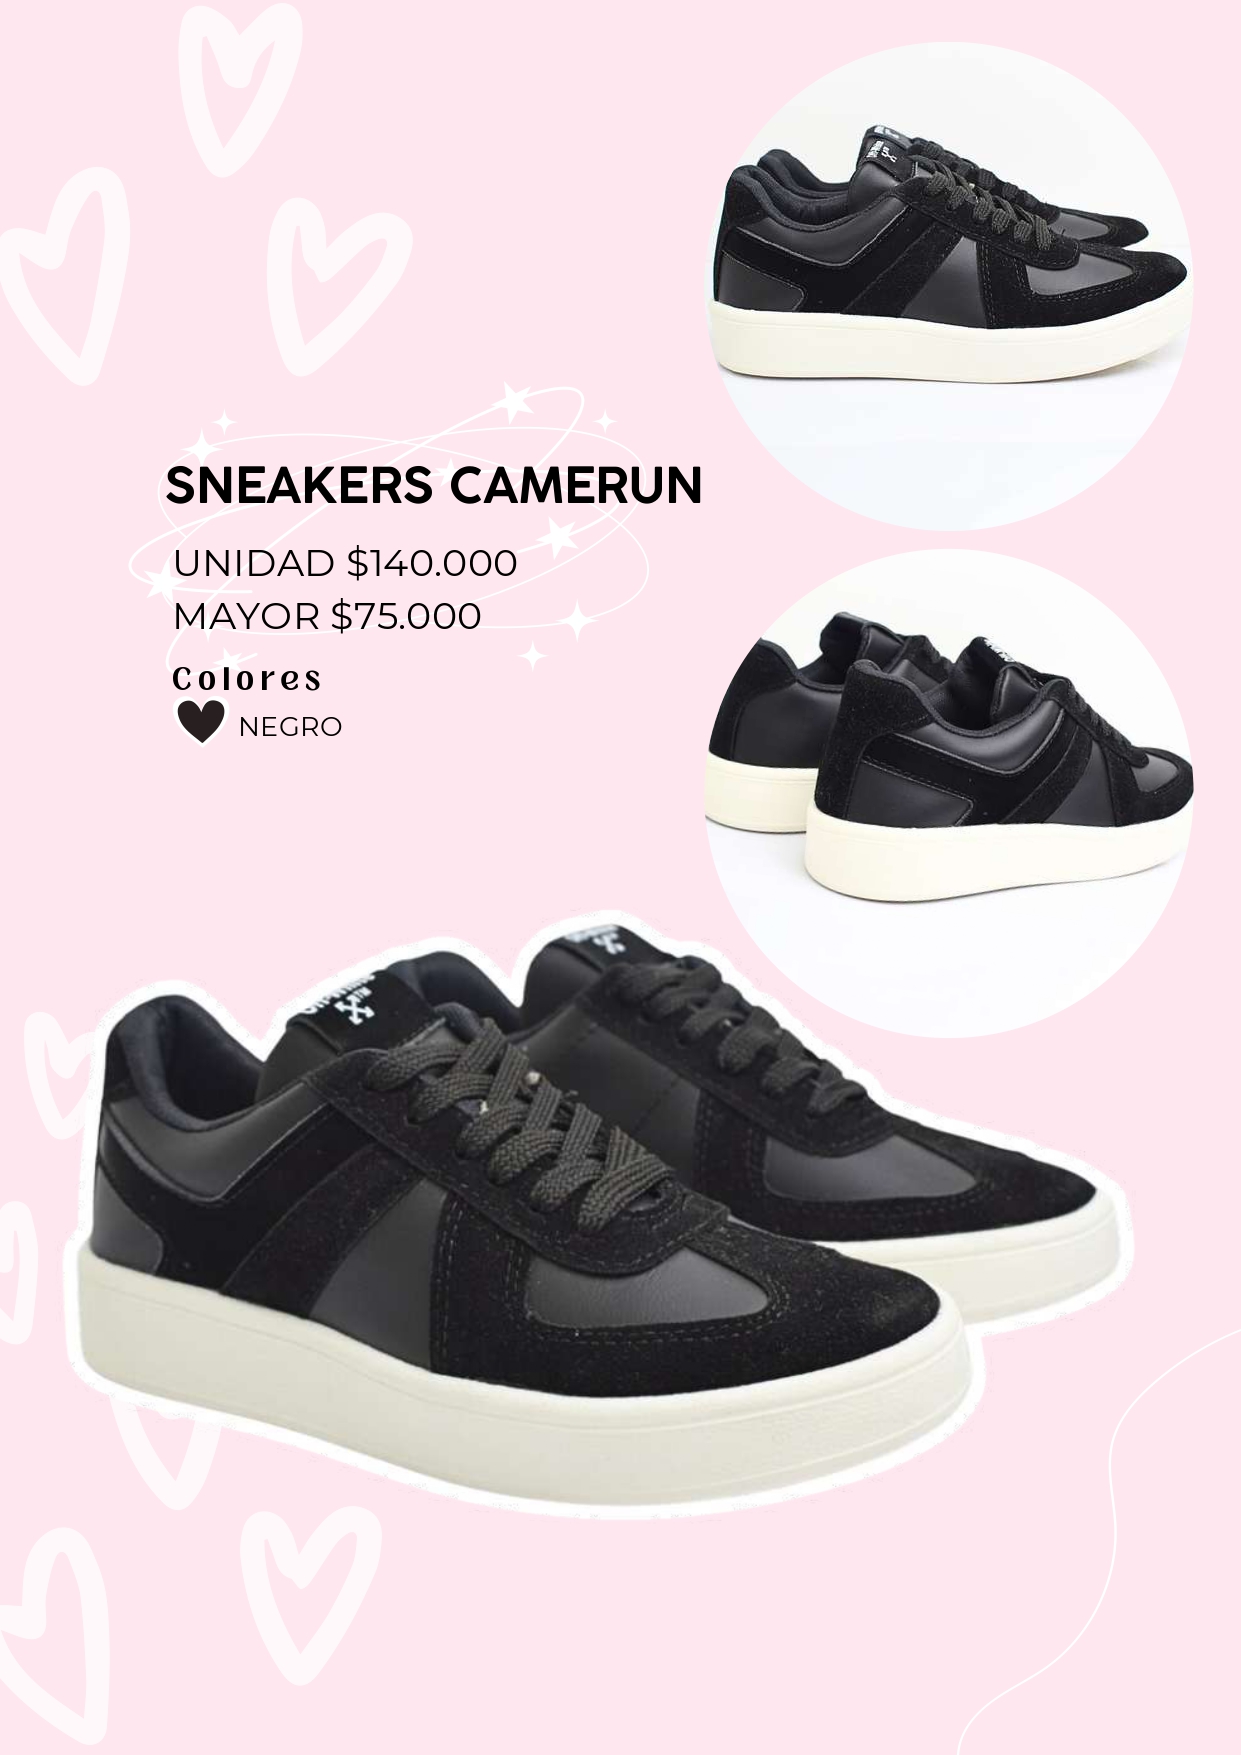 SNEAKERS CAMERUN
UNIDAD $140.000
MAYOR $75.000
Colores
NEGRO